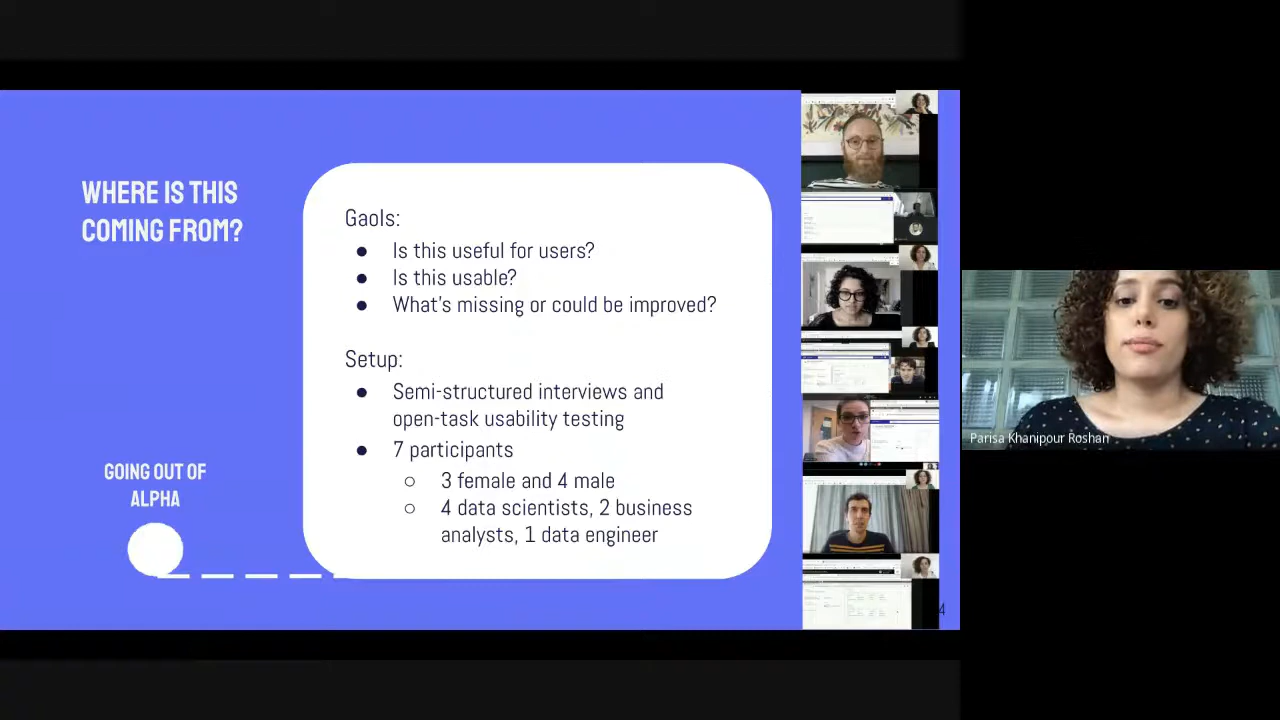 WHERE IS THIS
COMING FROM?
Gaols:
● Is this useful for users?
● Is this usable?
● What's missing or could be improved?
Setup:
● Semi-structured interviews and
open-task usability testing
● 7 participants
○ 3 female and 4 male
○ 4 data scientists, 2 business
analysts, 1 data engineer
GOING OUT OF
ALPHA
4
Parisa Khanipour Roshan